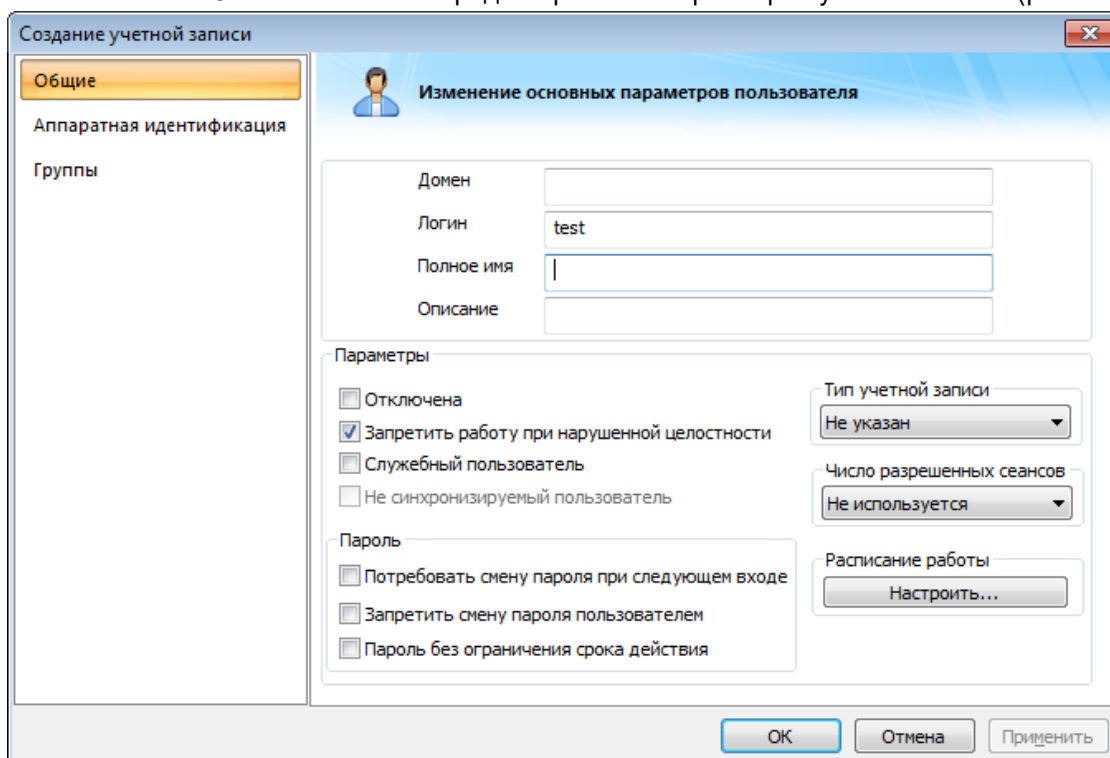 Создание учетной записи
Общие
Аппаратная идентификация
Группы
Изменение основных параметров пользователя
Домен
Логин
test
Полное имя
Описание
Параметры
Отключена
Запретить работу при нарушенной целостности
Служебный пользователь
Не синхронизируемый пользователь
Тип учетной записи
Не указан
Число разрешенных сеансов
Не используется
Пароль
Потребовать смену пароля при следующем входе
Запретить смену пароля пользователем
Пароль без ограничения срока действия
Расписание работы
Настроить...
ОК
Отмена
Применить